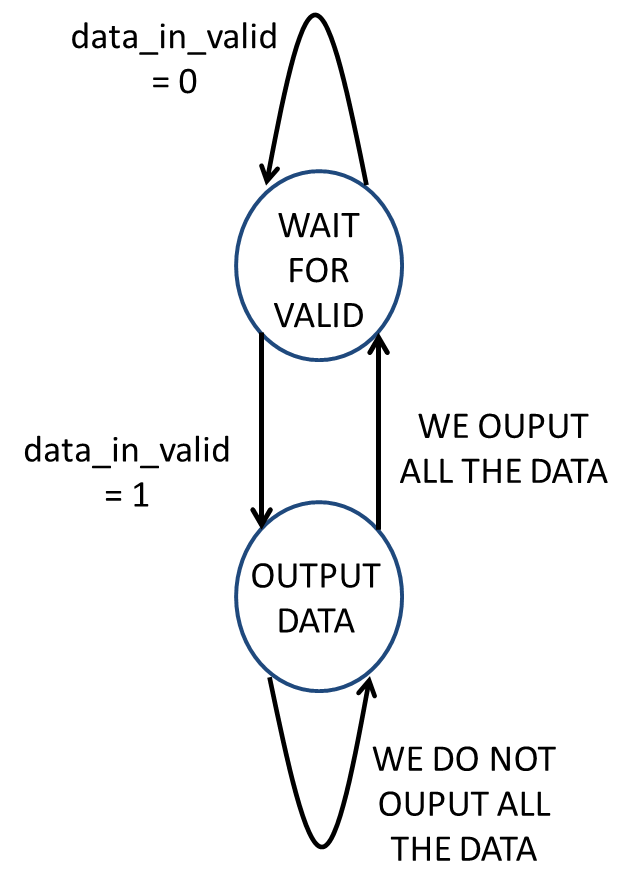 data_in_valid
= 0
WAIT
FOR
VALID
data_in_valid
= 1
WE OUPUT
ALL THE DATA
OUTPUT
DATA
WE DO NOT
OUPUT ALL
THE DATA